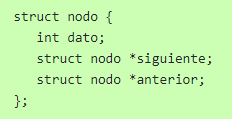 struct nodo {
   int dato;
   struct nodo *siguiente;
   struct nodo *anterior;
};